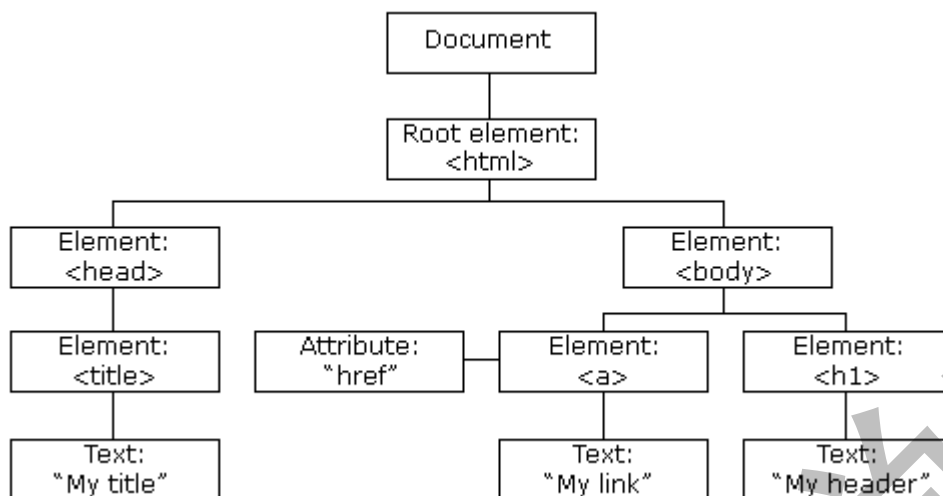 Document
Root element:
<html>
Element:
<head>
Element:
<body>
Element:
<title>
Attribute:
“href”
Element:
<a>
Element:
<h1>
Text:
“My title”
Text:
“My link”
Text:
“My header”